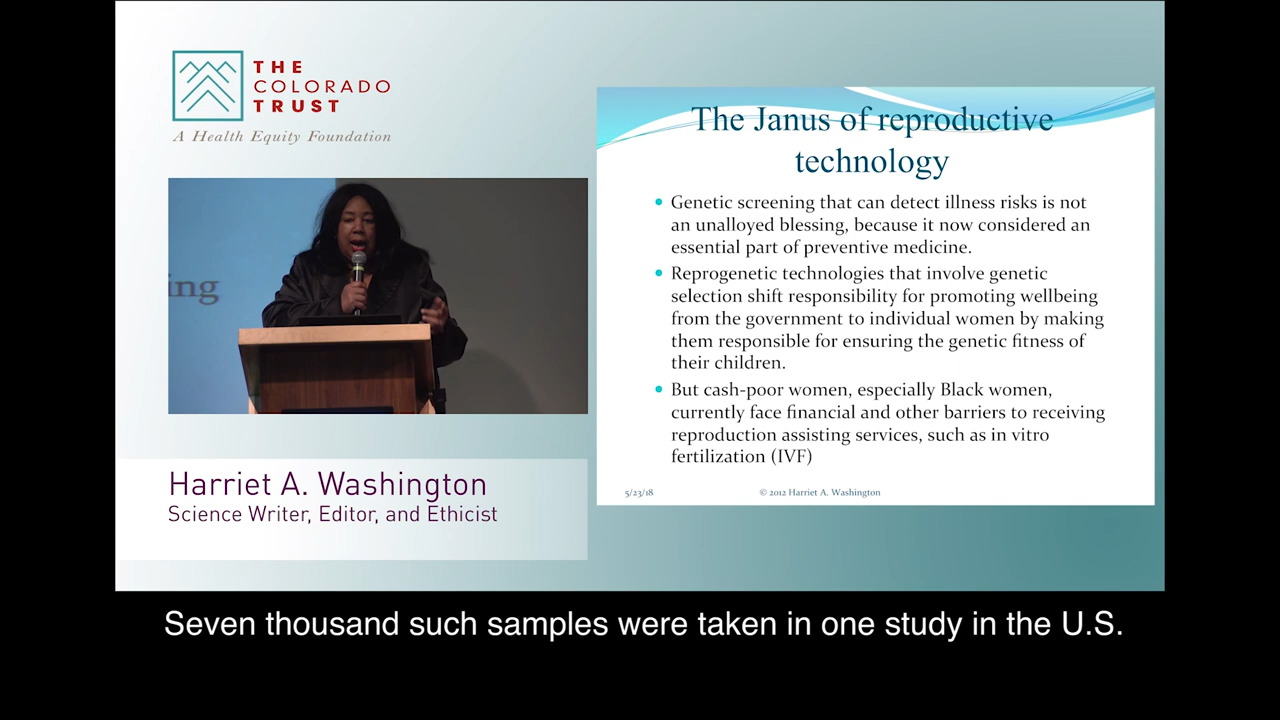 THE
COLORADO
TRUST
A Health Equity Foundation
ing
Harriet A. Washington
Science Writer, Editor, and Ethicist
The Janus of reproductive
technology
• Genetic screening that can detect illness risks is not
an unalloyed blessing, because it now considered an
essential part of preventive medicine.
• Reprogenetic technologies that involve genetic
selection shift responsibility for promoting wellbeing
from the government to individual women by making
them responsible for ensuring the genetic fitness of
their children.
• But cash-poor women, especially Black women,
currently face financial and other barriers to receiving
reproduction assisting services, such as in vitro
fertilization (IVF)
5/23/18
© 2012 Harriet A. Washington
Seven thousand such samples were taken in one study in the U.S.